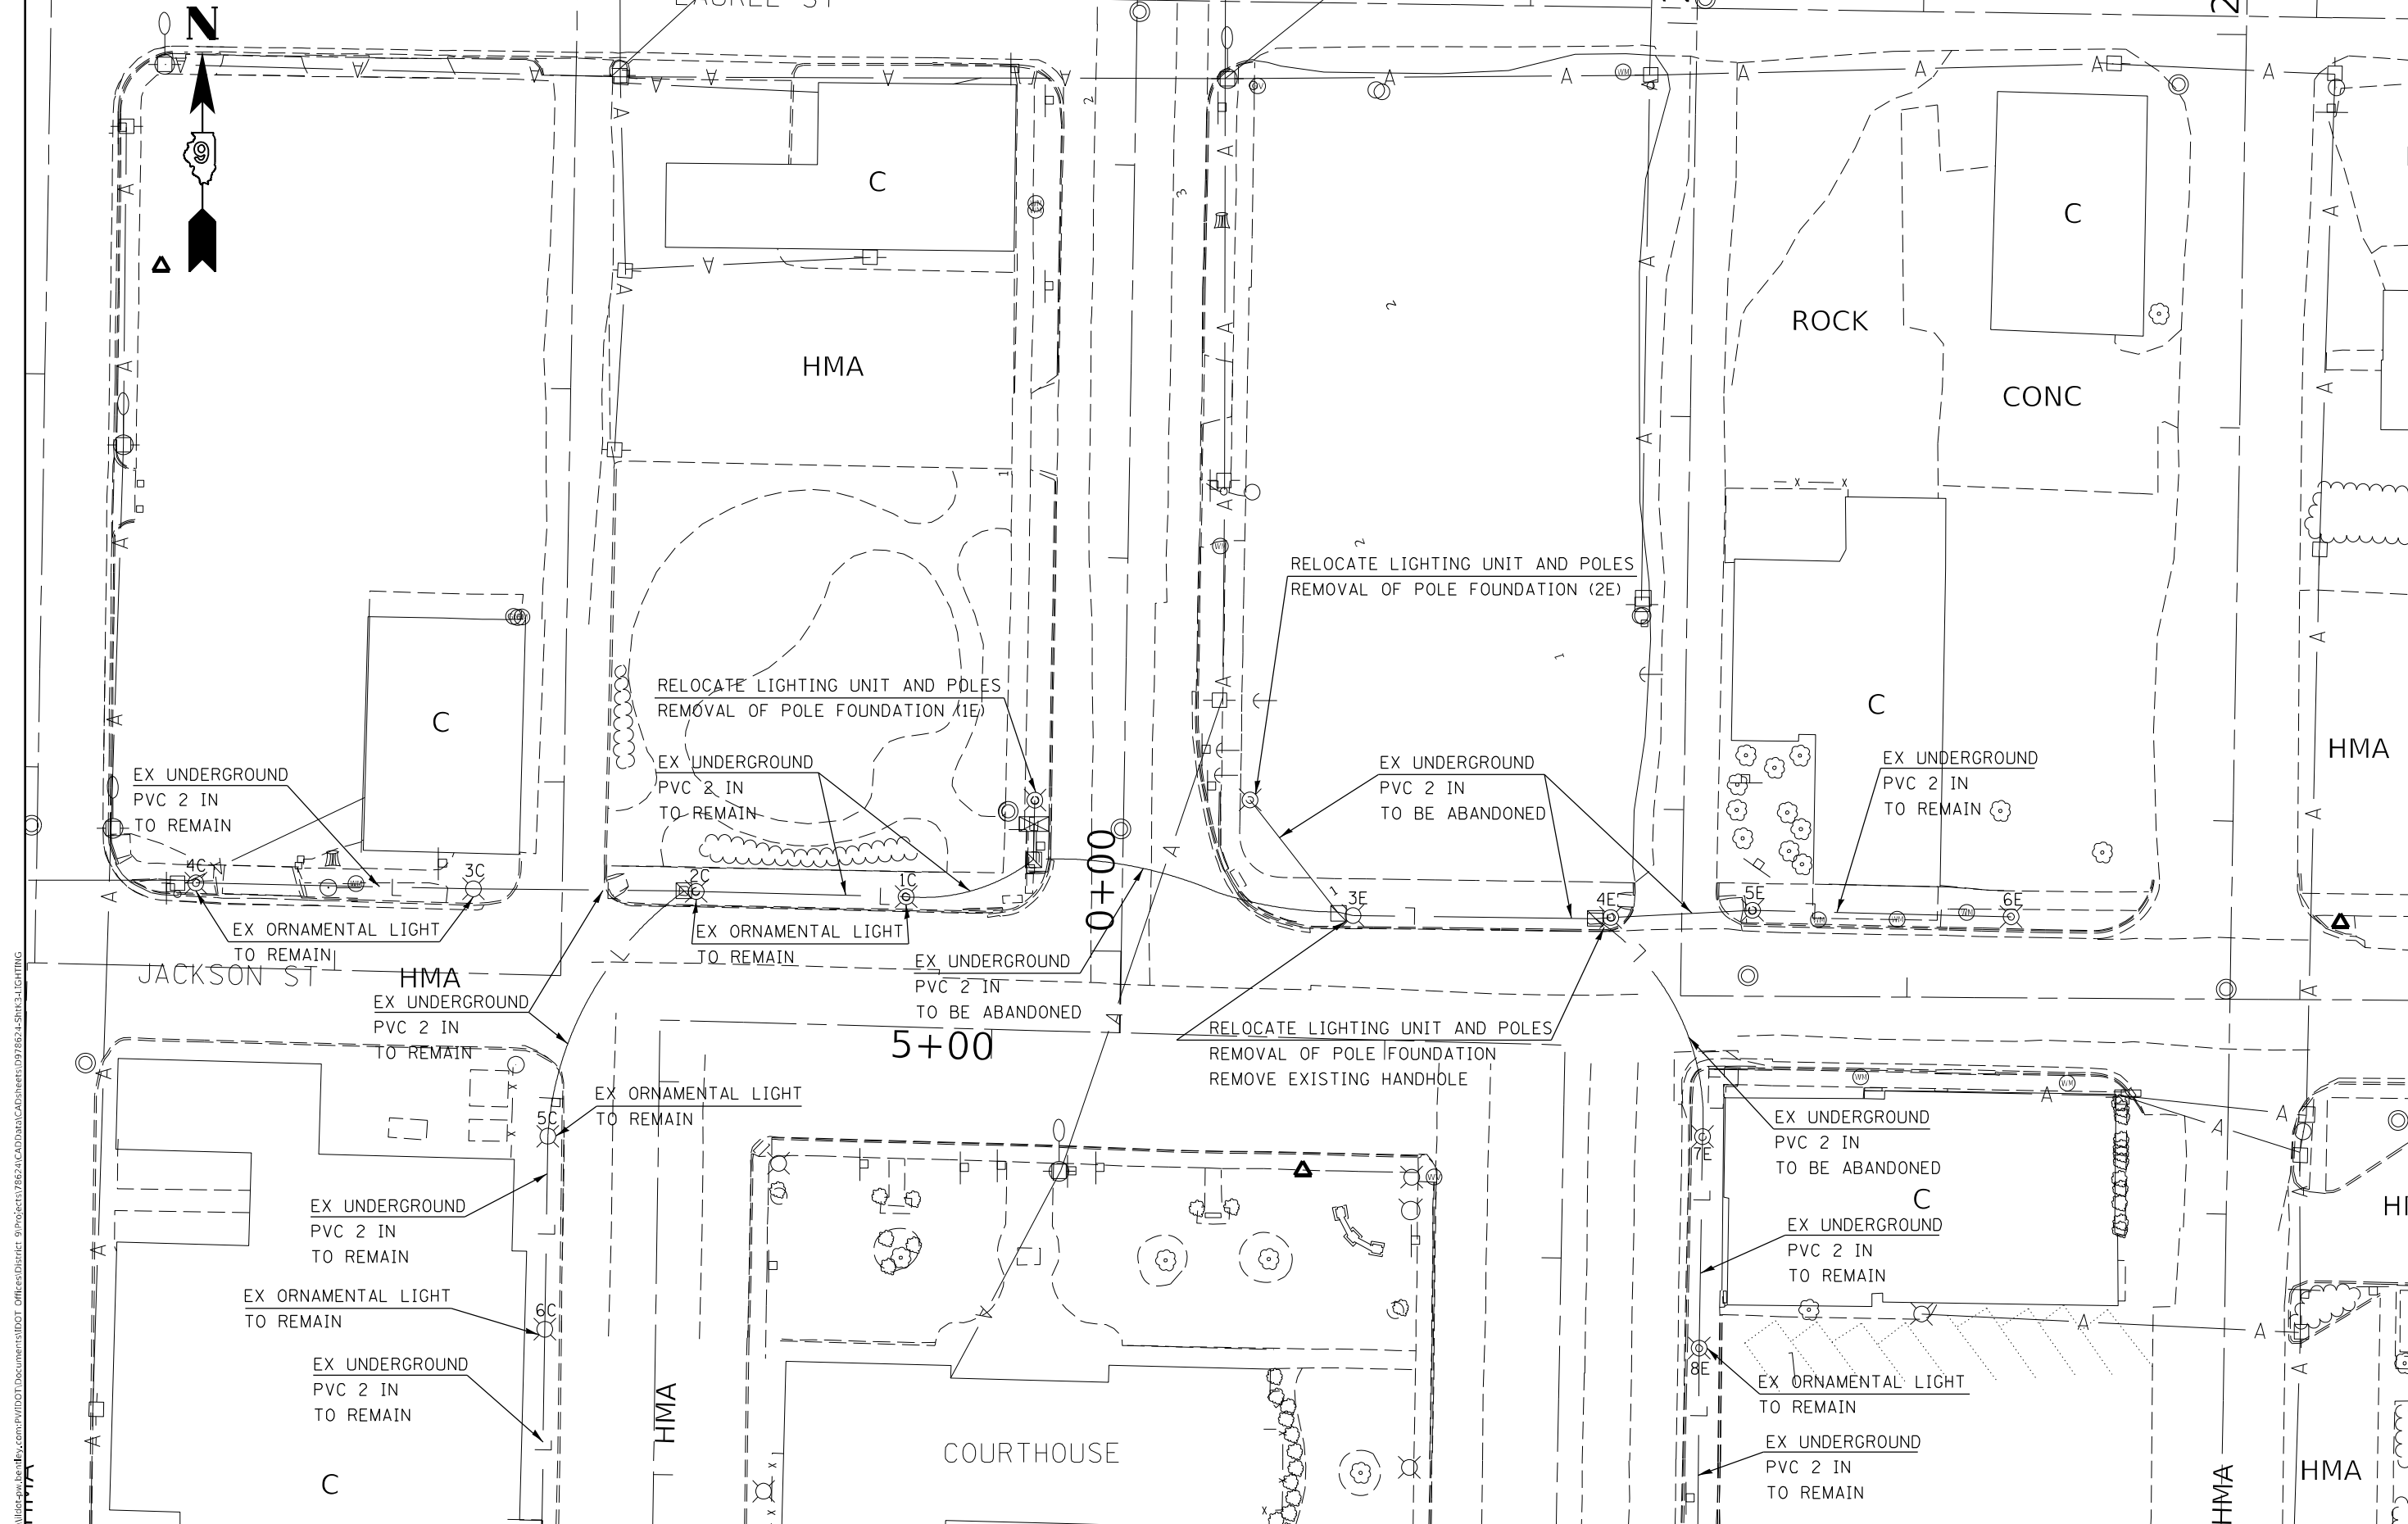 LAUREL ST
N
9
C
HMA
C
ROCK
CONC
RELOCATE LIGHTING UNIT AND POLES
REMOVAL OF POLE FOUNDATION (2E)
RELOCATE LIGHTING UNIT AND POLES
REMOVAL OF POLE FOUNDATION (1E)
C
C
HMA
EX UNDERGROUND
PVC 2 IN
TO REMAIN
EX UNDERGROUND
PVC 2 IN
TO REMAIN
EX UNDERGROUND
PVC 2 IN
TO BE ABANDONED
EX UNDERGROUND
PVC 2 IN
TO REMAIN
4C
3C
2C
1C
0+00
3E
4E
5E
6E
EX ORNAMENTAL LIGHT
TO REMAIN
EX ORNAMENTAL LIGHT
TO REMAIN
EX UNDERGROUND
PVC 2 IN
TO BE ABANDONED
JACKSON ST
HMA
EX UNDERGROUND
PVC 2 IN
TO REMAIN
5+00
RELOCATE LIGHTING UNIT AND POLES
REMOVAL OF POLE FOUNDATION
REMOVE EXISTING HANDHOLE
EX ORNAMENTAL LIGHT
TO REMAIN
5C
EX UNDERGROUND
PVC 2 IN
TO BE ABANDONED
7E
C
EX UNDERGROUND
PVC 2 IN
TO REMAIN
EX UNDERGROUND
PVC 2 IN
TO REMAIN
EX ORNAMENTAL LIGHT
TO REMAIN
6C
EX UNDERGROUND
PVC 2 IN
TO REMAIN
8E
EX ORNAMENTAL LIGHT
TO REMAIN
HMA
COURTHOUSE
EX UNDERGROUND
PVC 2 IN
TO REMAIN
C
HMA
HMA
HMA